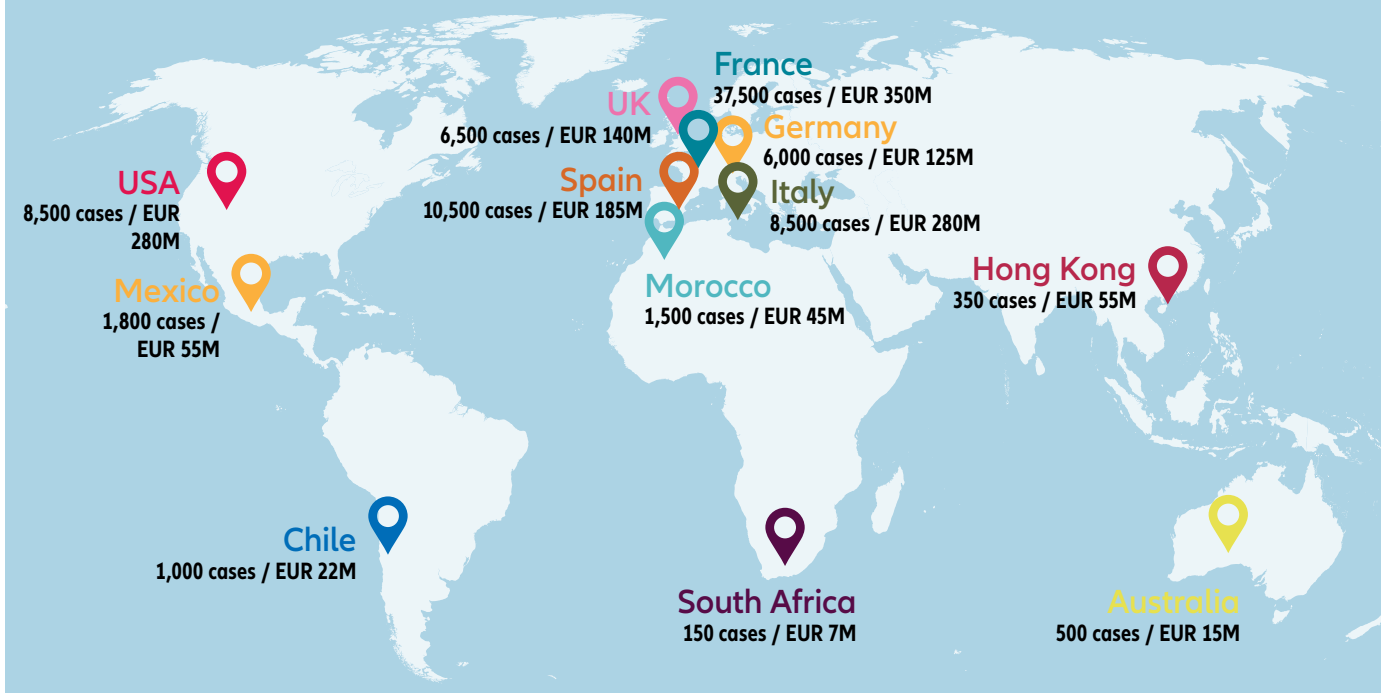 France
37,500 cases / EUR 350M
UK
6,500 cases / EUR 140M
Germany
6,000 cases / EUR 125M
USA
8,500 cases / EUR
280M
Spain
10,500 cases / EUR 185M
Italy
8,500 cases / EUR 280M
Mexico
1,800 cases /
EUR 55M
Morocco
1,500 cases / EUR 45M
Hong Kong
350 cases / EUR 55M
Chile
1,000 cases / EUR 22M
South Africa
150 cases / EUR 7M
Australia
500 cases / EUR 15M